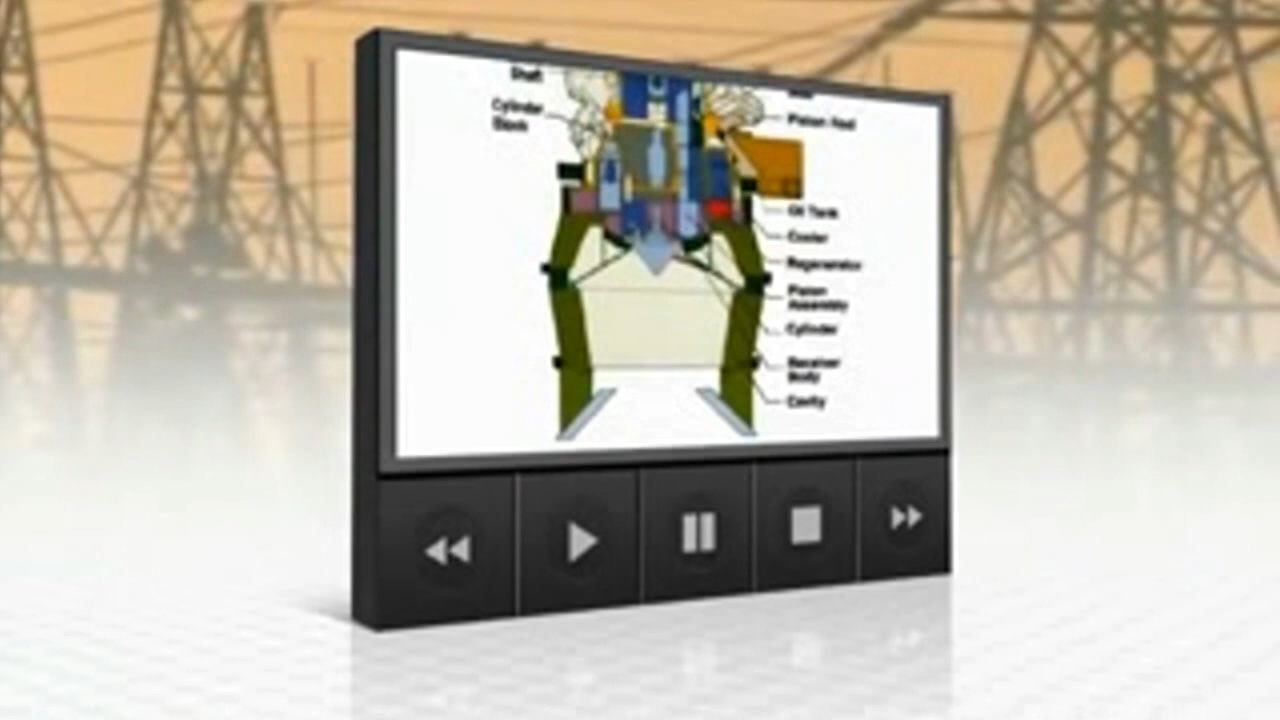 Shaft
Cylinder
Block
Piston Rod
Oil Tank
Cooler
Regenerator
Piston
Assembly
Cylinder
Receiver
Body
Cavity